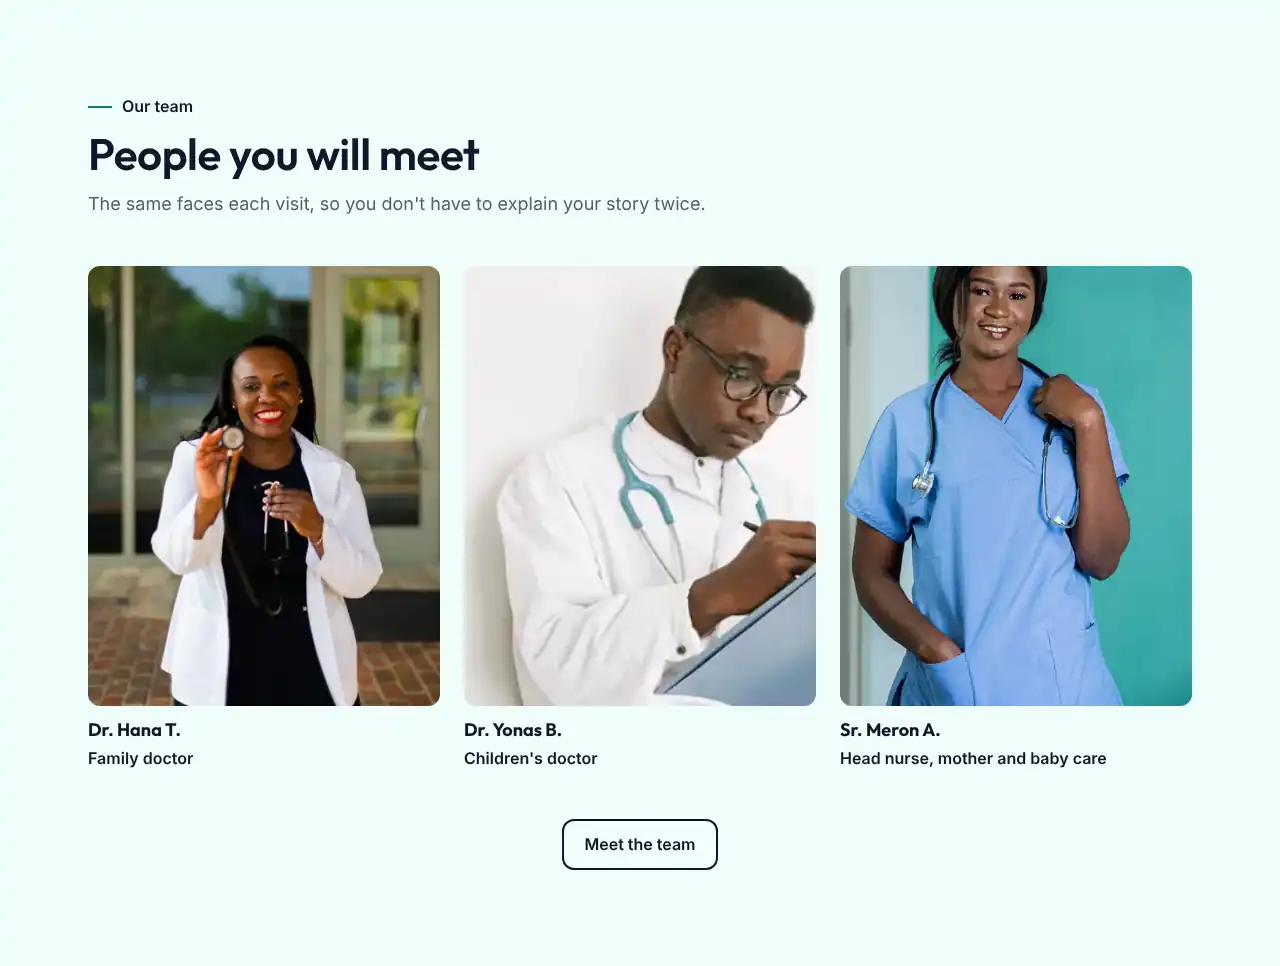 Our team
People you will meet
The same faces each visit, so you don't have to explain your story twice.
Dr. Hana T.
Family doctor
Dr. Yonas B.
Children's doctor
Sr. Meron A.
Head nurse, mother and baby care
Meet the team